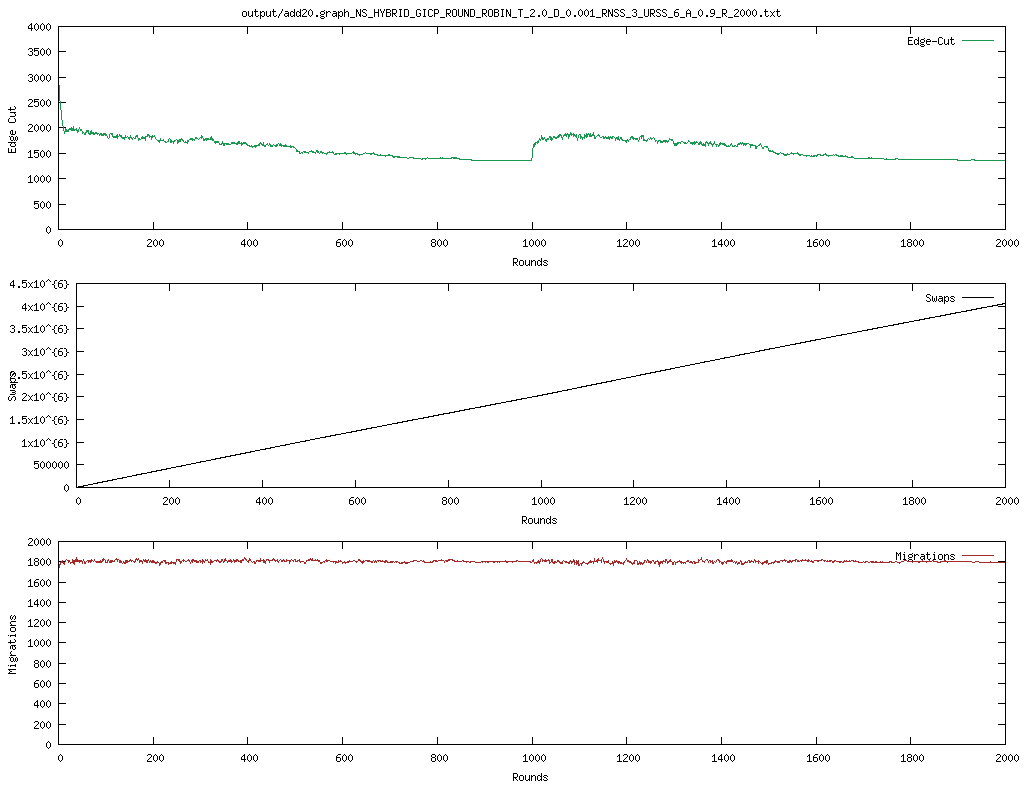 output/add20.graph_NS_HYBRID_GICP_ROUND_ROBIN_T_2.0_D_0.001_RNSS_3_URSS_6_A_0.9_R_2000.txt
4000
3500
3000
2500
2000
1500
1000
500
0
Edge Cut
Edge-Cut
0 200 400 600 800 1000 1200 1400 1600 1800 2000
Rounds
4.5x10^{6}
4x10^{6}
3.5x10^{6}
3x10^{6}
.5x10^{6}
2x10^{6}
1.5x10^{6}
1x10^{6}
500000
0
Swaps
Swaps
0 200 400 600 800 1000 1200 1400 1600 1800 2000
Rounds
2000
1800
1600
1400
1200
1000
800
600
400
200
0
Migrations
Migrations
0 200 400 600 800 1000 1200 1400 1600 1800 2000
Rounds